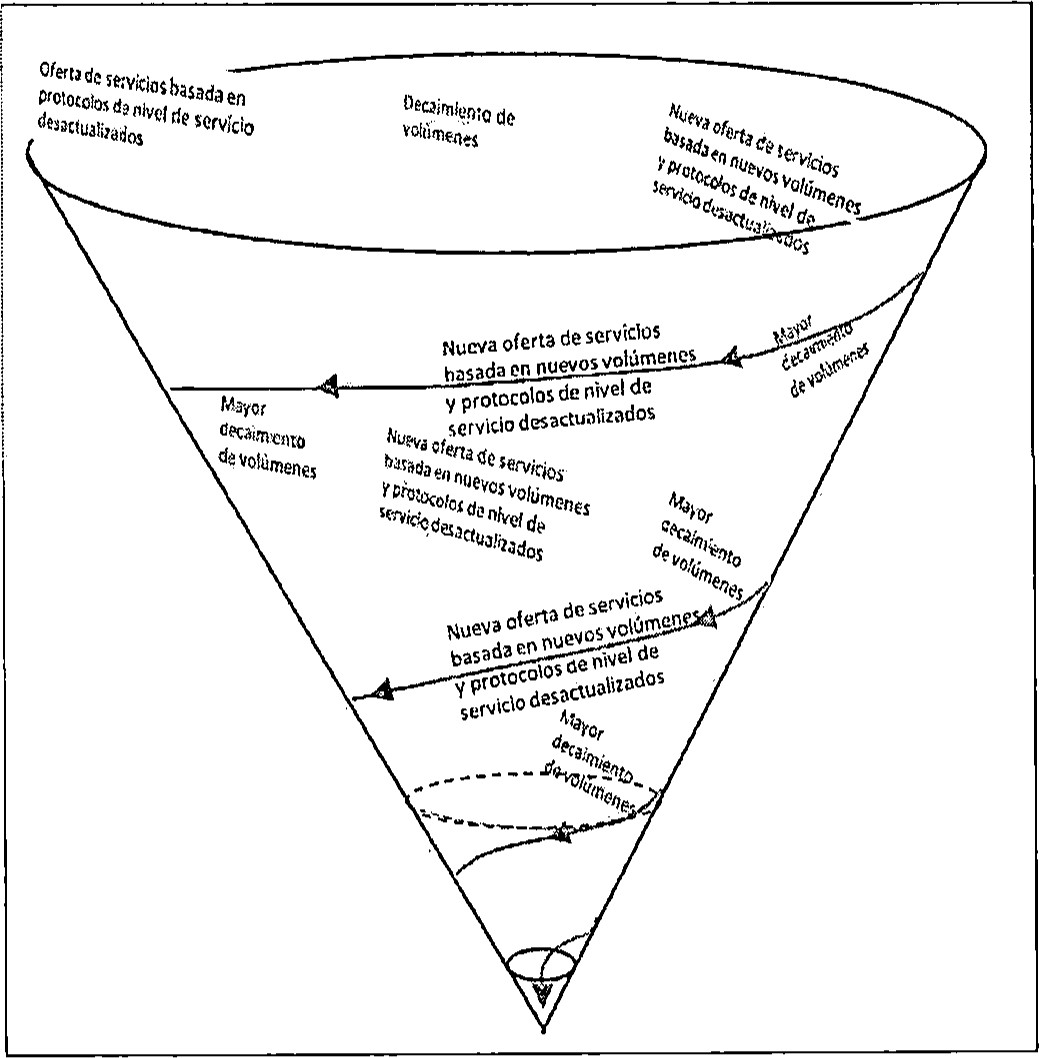 Oferta de servicios basada en
protocolos de nivel de servicio
desactualizados
Decaimiento de
volúmenes
Nueva oferta de servicios
basada en nuevos volúmenes
y protocolos de nivel de
servicio desactualizados
Mayor
decaimiento
de volúmenes
Nueva oferta de servicios
basada en nuevos volúmenes
y protocolos de nivel de
servicio desactualizados
Mayor
decaimiento
de volúmenes
Nueva oferta de servicios
basada en nuevos volúmenes
y protocolos de nivel de
servicio desactualizados
Mayor
decaimiento
de volúmenes
Nueva oferta de servicios
basada en nuevos volúmenes
y protocolos de nivel de
servicio desactualizados
Mayor
decaimiento
de volúmenes